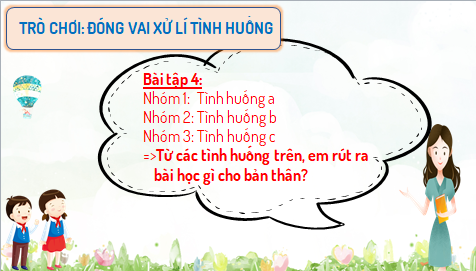 TRÒ CHƠI: ĐÓNG VAI XỬ LÍ TÌNH HUỐNG
Bài tập 4:
Nhóm 1: Tình huống a
Nhóm 2: Tình huống b
Nhóm 3: Tình huống c
=>Từ các tình huống trên, em rút ra
bài học gì cho bản thân?